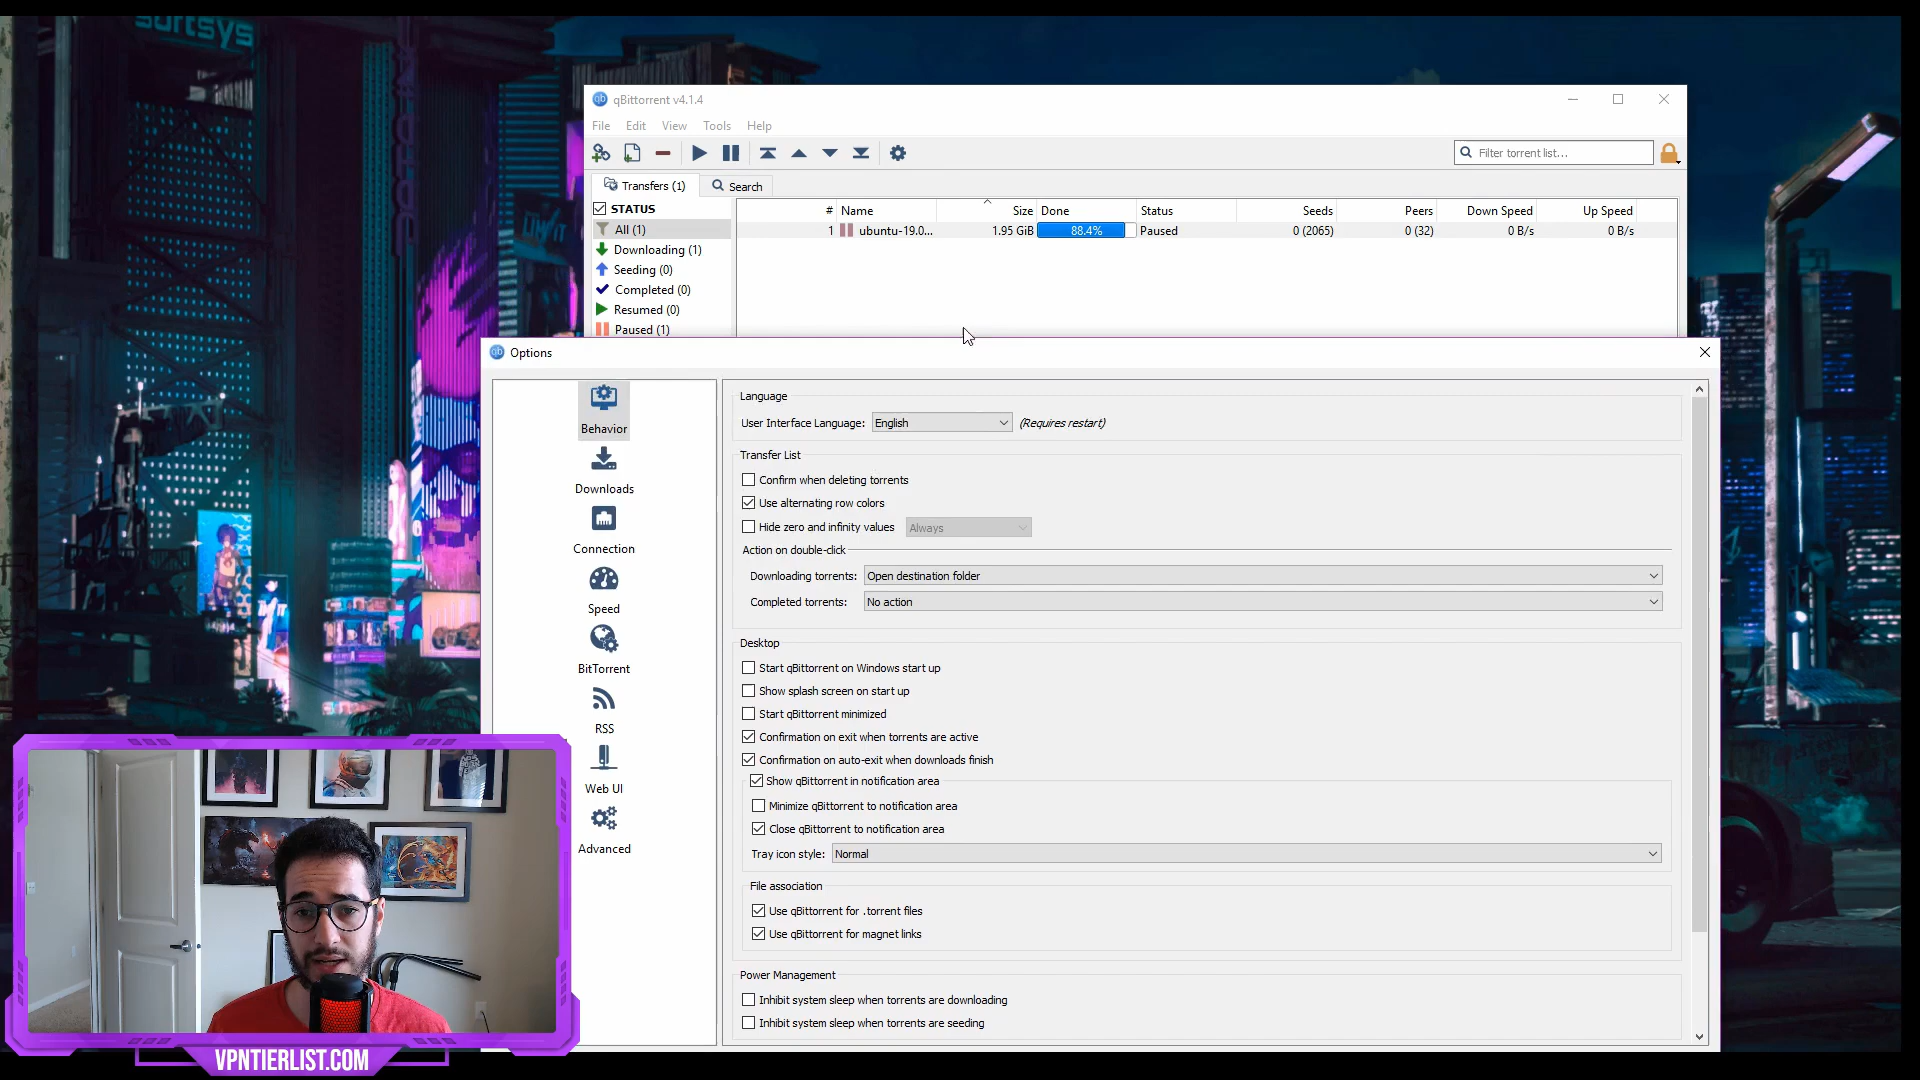 surtsys
qb qBittorrent v4.1.4
File Edit View Tools Help
Filter torrent list...
Transfers (1) Search
STATUS
# Name Size Done Status Seeds Peers Down Speed Up Speed
All (1)
1 ubuntu-19.0... 1.95 GiB 88.4% Paused 0 (2065) 0 (32) 0 B/s 0 B/s
Downloading (1)
Seeding (0)
Completed (0)
Resumed (0)
Paused (1)
qb Options
Behavior
Downloads
Connection
Speed
BitTorrent
RSS
Web UI
Advanced
Language
User Interface Language: English (Requires restart)
Transfer List
Confirm when deleting torrents
Use alternating row colors
Hide zero and infinity values Always
Action on double-click
Downloading torrents: Open destination folder
Completed torrents: No action
Desktop
Start qBittorrent on Windows start up
Show splash screen on start up
Start qBittorrent minimized
Confirmation on exit when torrents are active
Confirmation on auto-exit when downloads finish
Show qBittorrent in notification area
Minimize qBittorrent to notification area
Close qBittorrent to notification area
Tray icon style: Normal
File association
Use qBittorrent for .torrent files
Use qBittorrent for magnet links
Power Management
Inhibit system sleep when torrents are downloading
Inhibit system sleep when torrents are seeding
VPNTIERLIST.COM